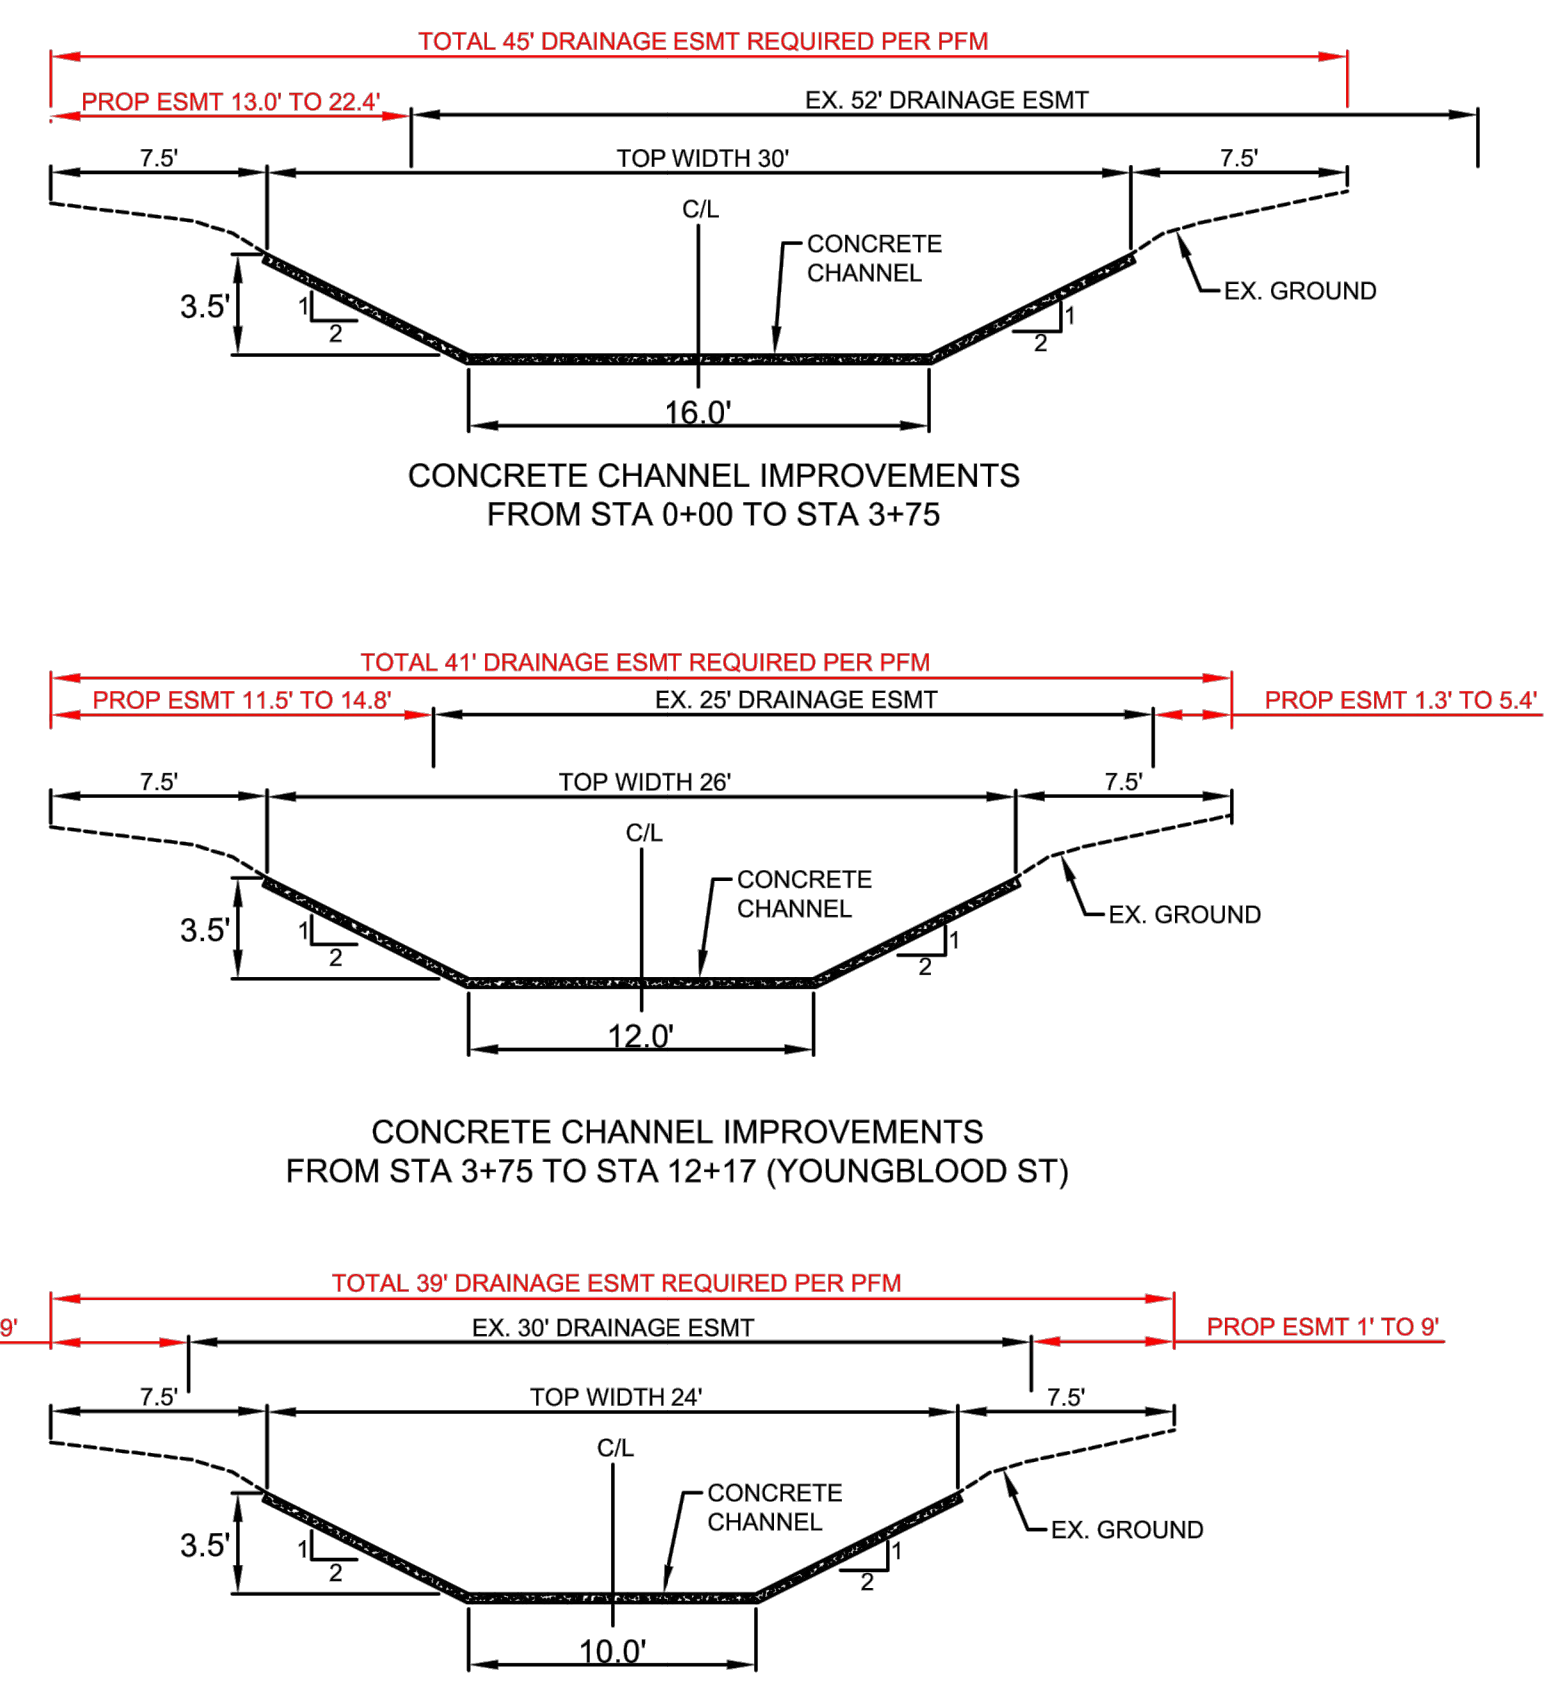 TOTAL 45' DRAINAGE ESMT REQUIRED PER PFM
PROP ESMT 13.0' TO 22.4'
EX. 52' DRAINAGE ESMT
7.5'
TOP WIDTH 30'
7.5'
C/L
CONCRETE
CHANNEL
EX. GROUND
3.5'
1
2
1
2
16.0'
CONCRETE CHANNEL IMPROVEMENTS
FROM STA 0+00 TO STA 3+75
TOTAL 41' DRAINAGE ESMT REQUIRED PER PFM
PROP ESMT 11.5' TO 14.8'
EX. 25' DRAINAGE ESMT
PROP ESMT 1.3' TO 5.4'
7.5'
TOP WIDTH 26'
7.5'
C/L
CONCRETE
CHANNEL
EX. GROUND
3.5'
1
2
1
2
12.0'
CONCRETE CHANNEL IMPROVEMENTS
FROM STA 3+75 TO STA 12+17 (YOUNGBLOOD ST)
TOTAL 39' DRAINAGE ESMT REQUIRED PER PFM
9'
EX. 30' DRAINAGE ESMT
PROP ESMT 1' TO 9'
7.5'
TOP WIDTH 24'
7.5'
C/L
CONCRETE
CHANNEL
EX. GROUND
3.5'
1
2
1
2
10.0'